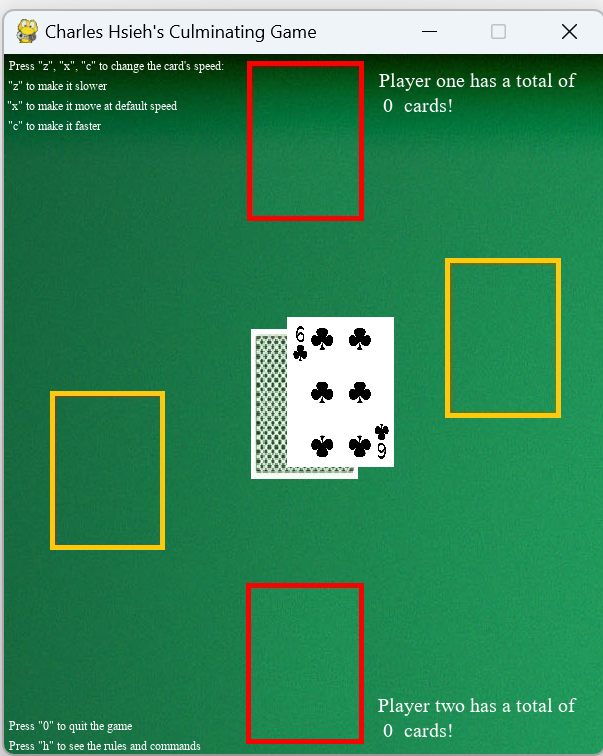 Charles Hsieh's Culminating Game
Press "z", "x", "c" to change the card's speed:
"z" to make it slower
"x" to make it move at default speed
"c" to make it faster
Player one has a total of
0 cards!
6
6
Player two has a total of
0 cards!
Press "0" to quit the game
Press "h" to see the rules and commands